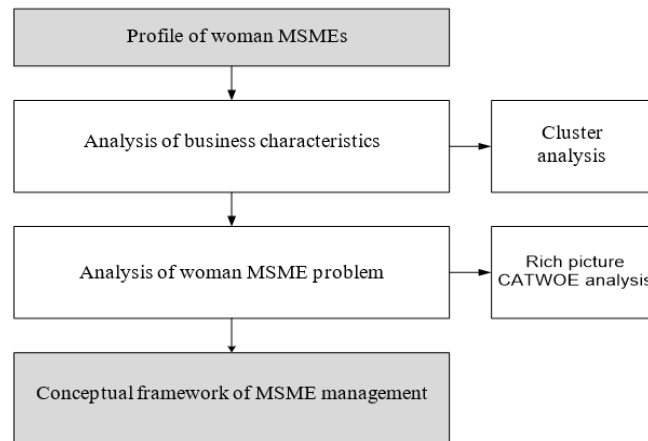 Profile of woman MSMEs
Analysis of business characteristics
Cluster
analysis
Analysis of woman MSME problem
Rich picture
CATWOE analysis
Conceptual framework of MSME management